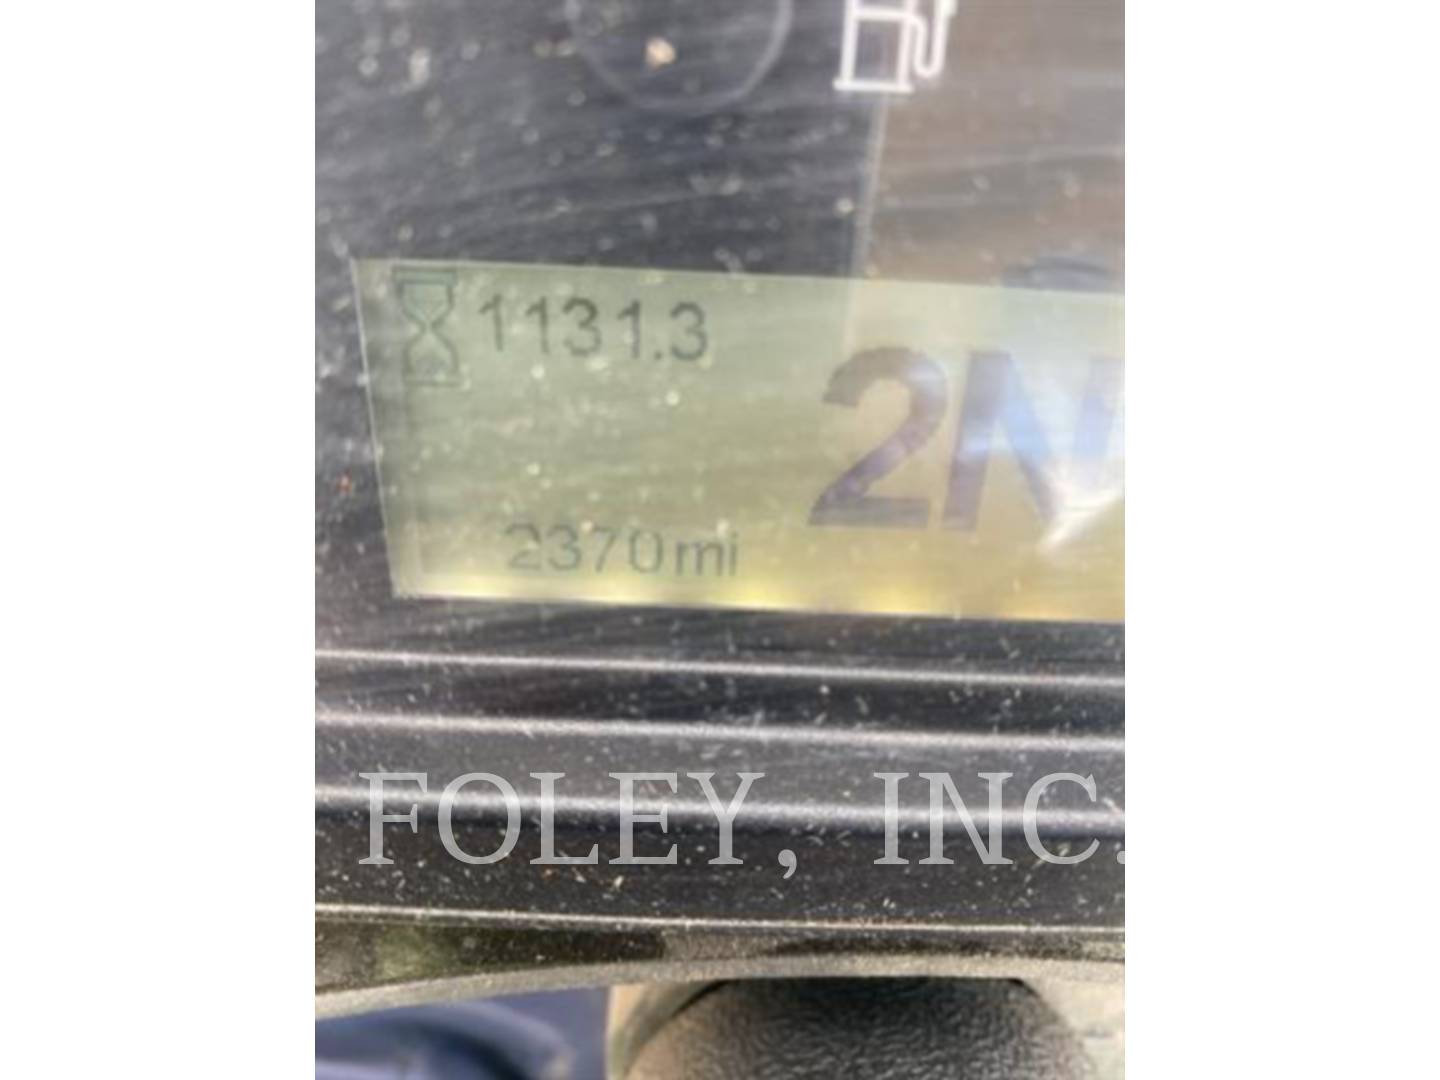 1131.3
2N
2370mi
FOLEY, INC.